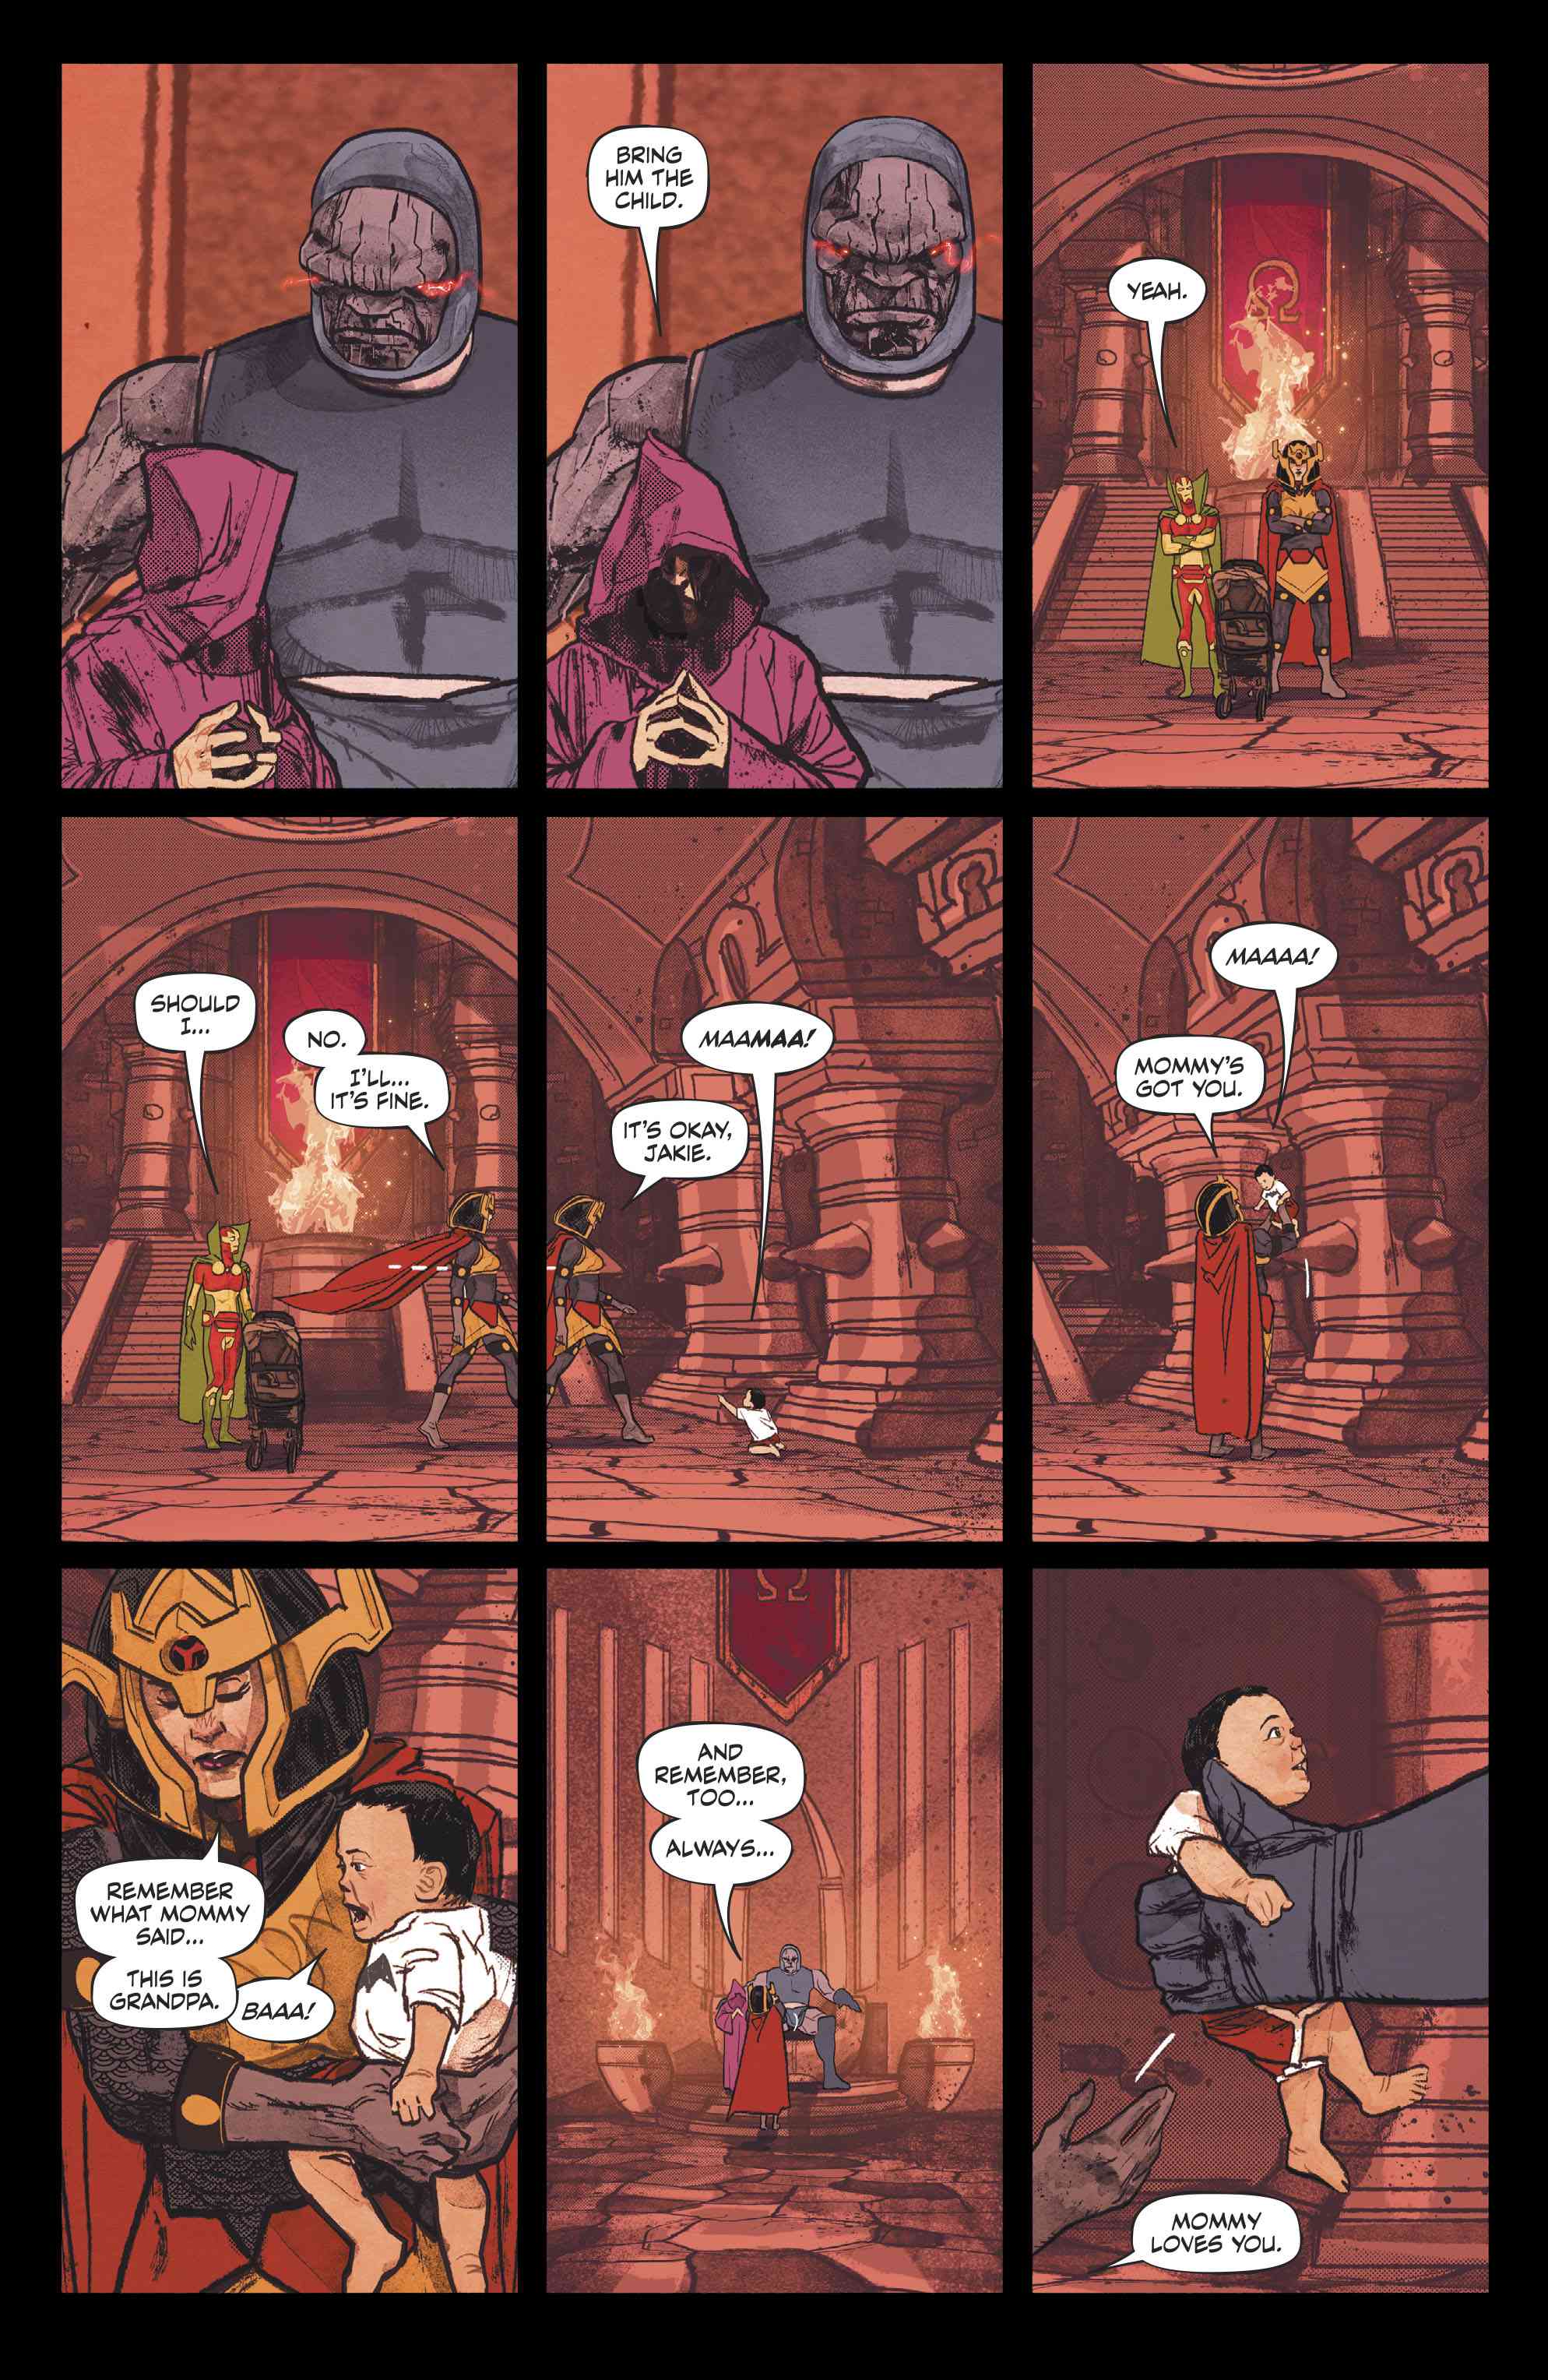 BRING
HIM THE
CHILD.
Ω
YEAH.
SHOULD
I...
NO.
I'LL...
IT'S FINE.
MAAMAA!
IT'S OKAY,
JAKIE.
MAAAA!
MOMMY'S
GOT YOU.
REMEMBER
WHAT MOMMY
SAID...
THIS IS
GRANDPA.
BAAA!
Ω
AND
REMEMBER,
TOO...
ALWAYS...
MOMMY
LOVES YOU.